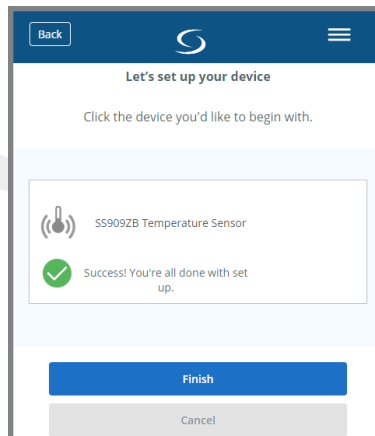 Back
Let's set up your device
Click the device you'd like to begin with.
SS909ZB Temperature Sensor
Success! You're all done with set
up.
Finish
Cancel